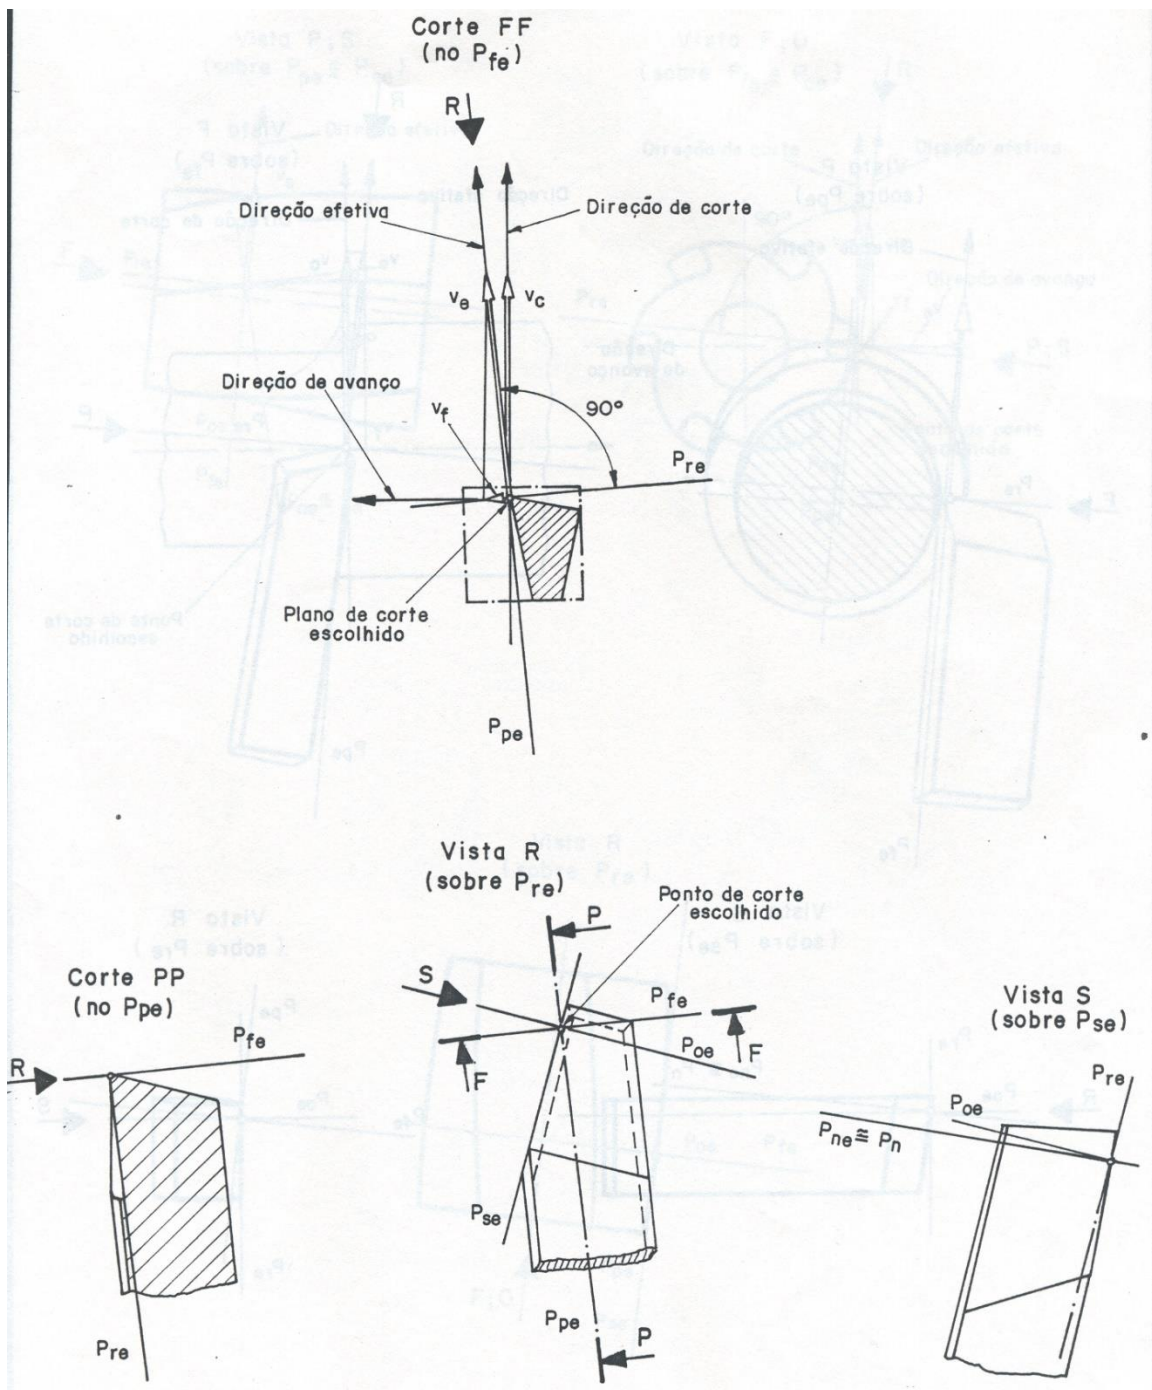 Corte FF
(no Pfe)
R
Direção efetiva
Direção de corte
ve
vc
Direção de avanço
vf
90°
Pre
Plano de corte
escolhido
Ppe
Vista R
(sobre Pre)
Ponto de corte
escolhido
P
S
Pfe
F
Poe
F
Pse
Ppe
P
Corte PP
(no Ppe)
Pfe
R
Pre
Vista S
(sobre Pse)
Pre
Poe
Pne ≅ Pn